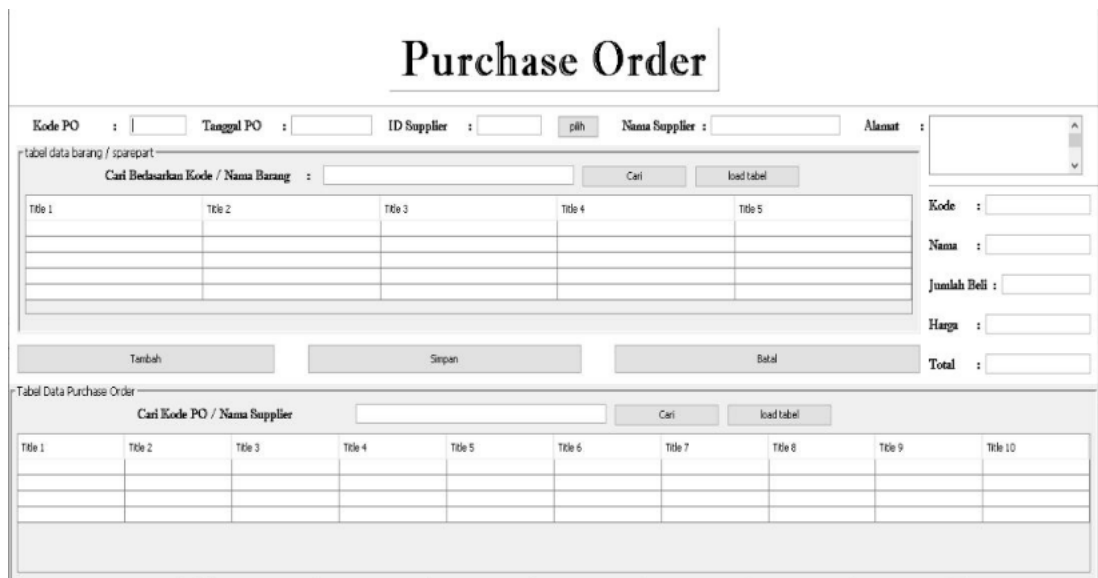 Purchase Order
Kode PO : Tanggal PO : ID Supplier : pilih Nama Supplier : Alamat :
tabel data barang / sparepart
Cari Bedasarkan Kode / Nama Barang : Cari load tabel
Title 1 Title 2 Title 3 Title 4 Title 5
Kode :
Nama :
Jumlah Beli :
Harga :
Total :
Tambah Simpan Batal
Tabel Data Purchase Order
Cari Kode PO / Nama Supplier Cari load tabel
Title 1 Title 2 Title 3 Title 4 Title 5 Title 6 Title 7 Title 8 Title 9 Title 10